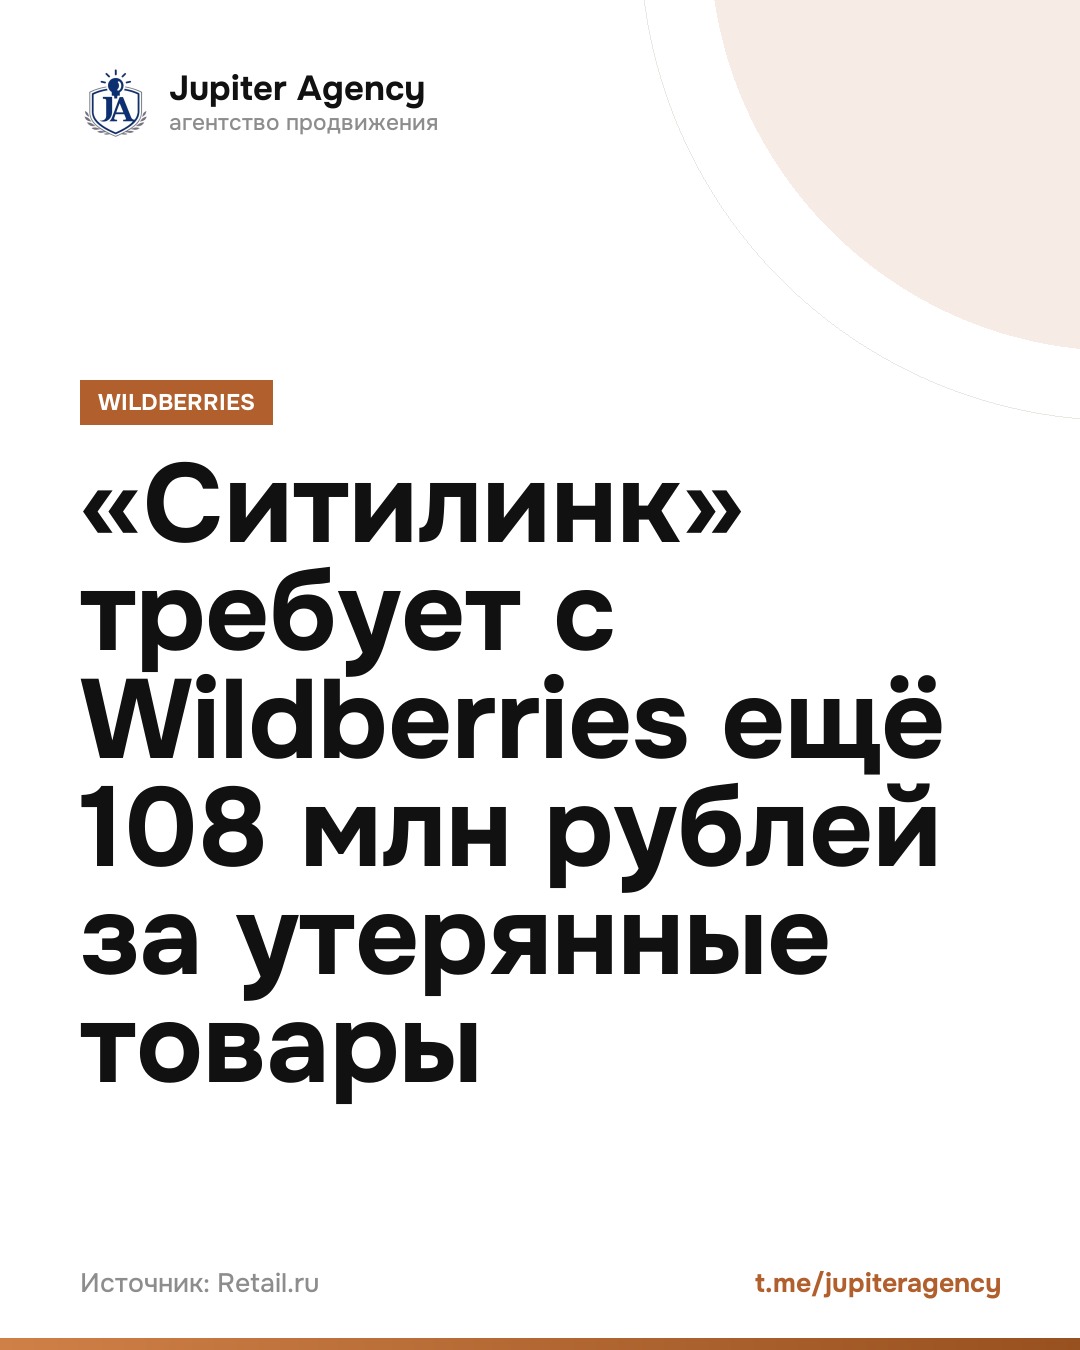 JA
Jupiter Agency
агентство продвижения
WILDBERRIES
«Ситилинк»
требует с
Wildberries ещё
108 млн рублей
за утерянные
товары
Источник: Retail.ru
t.me/jupiteragency